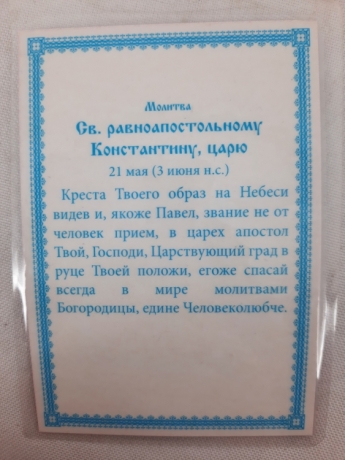 Молитва
Св. равноапостольному
Константину, царю
21 мая (3 июня н.с.)
Креста Твоего образ на Небеси
видев и, якоже Павел, звание не от
человек прием, в царех апостол
Твой, Господи, Царствующий град в
руце Твоей положи, егоже спасай
всегда в мире молитвами
Богородицы, едине Человеколюбче.